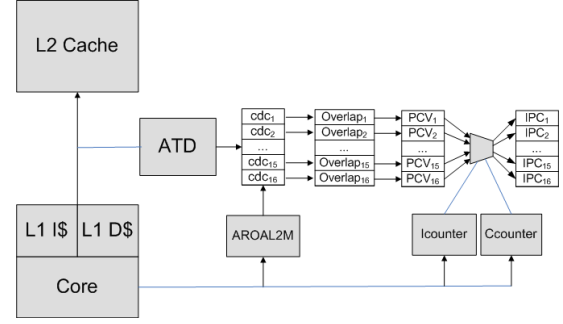 L2 Cache
ATD
cdc₁ Overlap₁ PCV₁ IPC₁
cdc₂ Overlap₂ PCV₂ IPC₂
... ... ... ...
cdc₁₅ Overlap₁₅ PCV₁₅ IPC₁₅
cdc₁₆ Overlap₁₆ PCV₁₆ IPC₁₆
L1 I$ L1 D$
AROAL2M
Icounter
Ccounter
Core